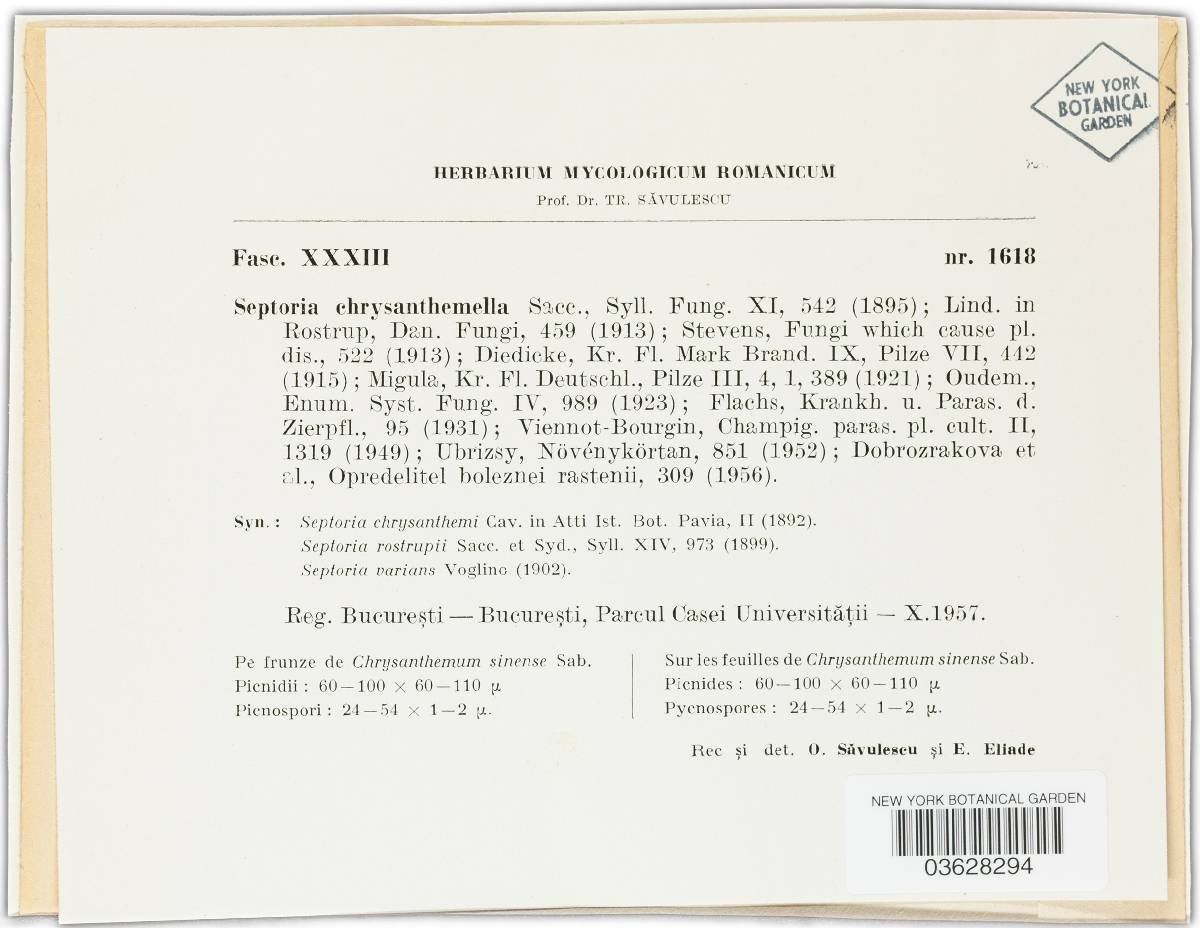 NEW YORK
BOTANICAL
GARDEN
HERBARIUM MYCOLOGICUM ROMANICUM
Prof. Dr. TR. SĂVULESCU
Fasc. XXXIII nr. 1618
Septoria chrysanthemella Sacc., Syll. Fung. XI, 542 (1895); Lind. in
Rostrup, Dan. Fungi, 459 (1913); Stevens, Fungi which cause pl.
dis., 522 (1913); Diedicke, Kr. Fl. Mark Brand. IX, Pilze VII, 442
(1915); Migula, Kr. Fl. Deutschl., Pilze III, 4, 1, 389 (1921); Oudem.,
Enum. Syst. Fung. IV, 989 (1923); Flachs, Krankh. u. Paras. d.
Zierpfl., 95 (1931); Viennot-Bourgin, Champig. paras. pl. cult. II,
1319 (1949); Ubrizsy, Növénykórtan, 851 (1952); Dobrozrakova et
al., Opredelitel boleznei rastenii, 309 (1956).
Syn.: Septoria chrysanthemi Cav. in Atti Ist. Bot. Pavia, II (1892).
Septoria rostrupii Sacc. et Syd., Syll. XIV, 973 (1899).
Septoria varians Voglino (1902).
Reg. București — București, Parcul Casei Universității — X.1957.
Pe frunze de Chrysanthemum sinense Sab.
Picnidii: 60—100 × 60—110 µ
Picnospori: 24—54 × 1—2 µ.
Sur les feuilles de Chrysanthemum sinense Sab.
Picnides: 60—100 × 60—110 µ
Pycnospores: 24—54 × 1—2 µ.
Rec și det. O. Săvulescu și E. Eliade
NEW YORK BOTANICAL GARDEN
03628294